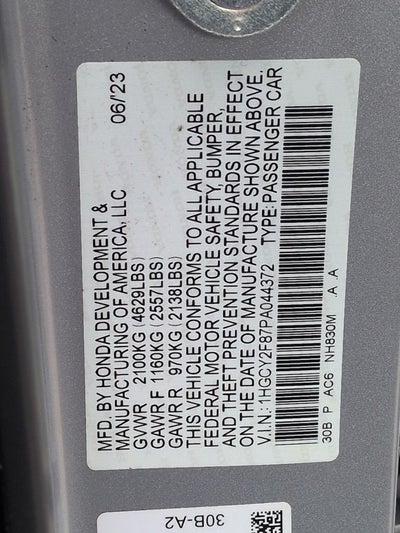 MFD. BY HONDA DEVELOPMENT & 06/23
MANUFACTURING OF AMERICA, LLC
GVWR 2100KG (4629LBS)
GAWR F 1160KG (2557LBS)
GAWR R 970KG (2138LBS)
THIS VEHICLE CONFORMS TO ALL APPLICABLE
FEDERAL MOTOR VEHICLE SAFETY, BUMPER,
AND THEFT PREVENTION STANDARDS IN EFFECT
ON THE DATE OF MANUFACTURE SHOWN ABOVE.
V.I.N.: 1HGCY2F87PA044372 TYPE: PASSENGER CAR
30B P AC6 NH830M .A .A
30B-A2